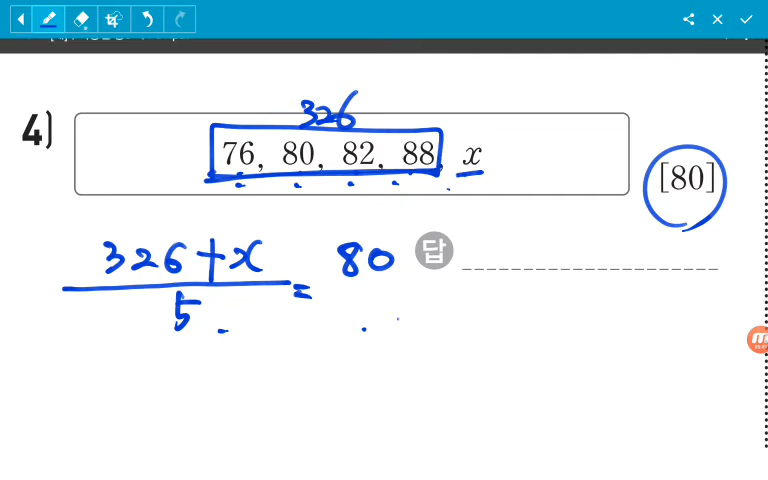 326
4)
76, 80, 82, 88, x
[80]
326+x
= 80
5
답